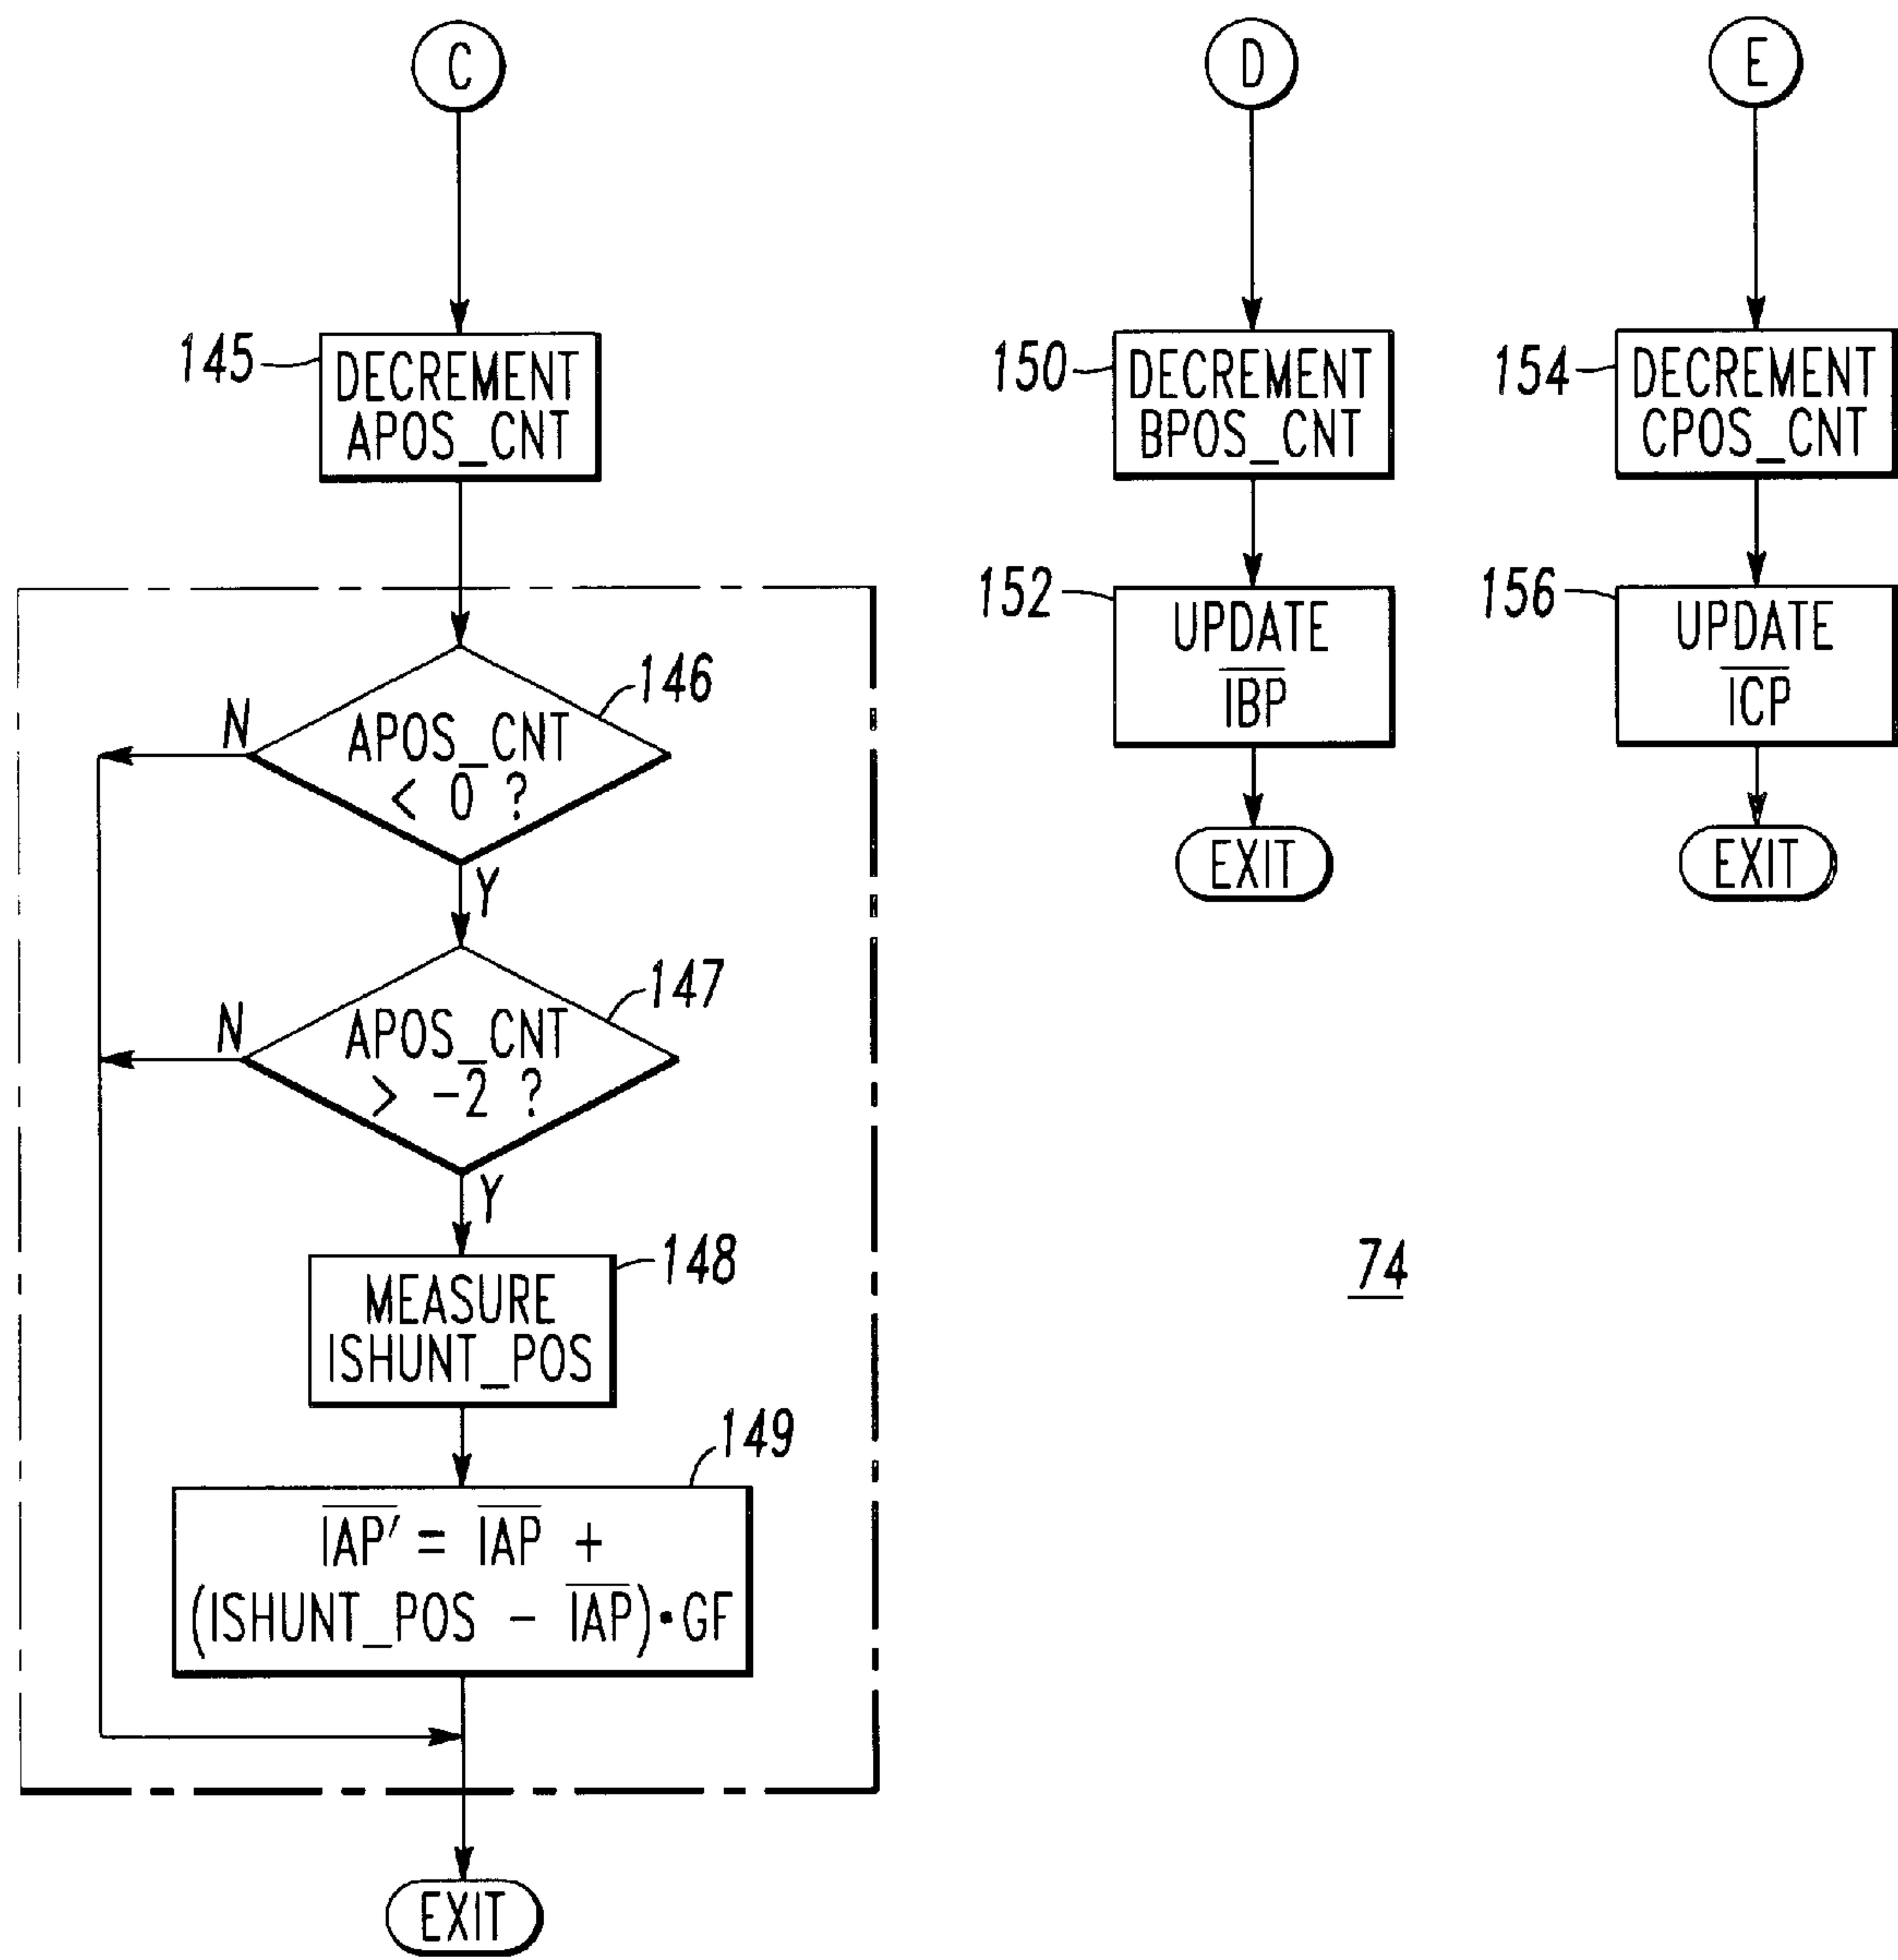 C
145
DECREMENT
APOS_CNT
146
APOS_CNT
< 0 ?
N
Y
147
APOS_CNT
> -2 ?
N
Y
148
MEASURE
ISHUNT_POS
149
IAP' = IAP +
(ISHUNT_POS - IAP)•GF
EXIT
D
150
DECREMENT
BPOS_CNT
152
UPDATE
IBP
EXIT
E
154
DECREMENT
CPOS_CNT
156
UPDATE
ICP
EXIT
74